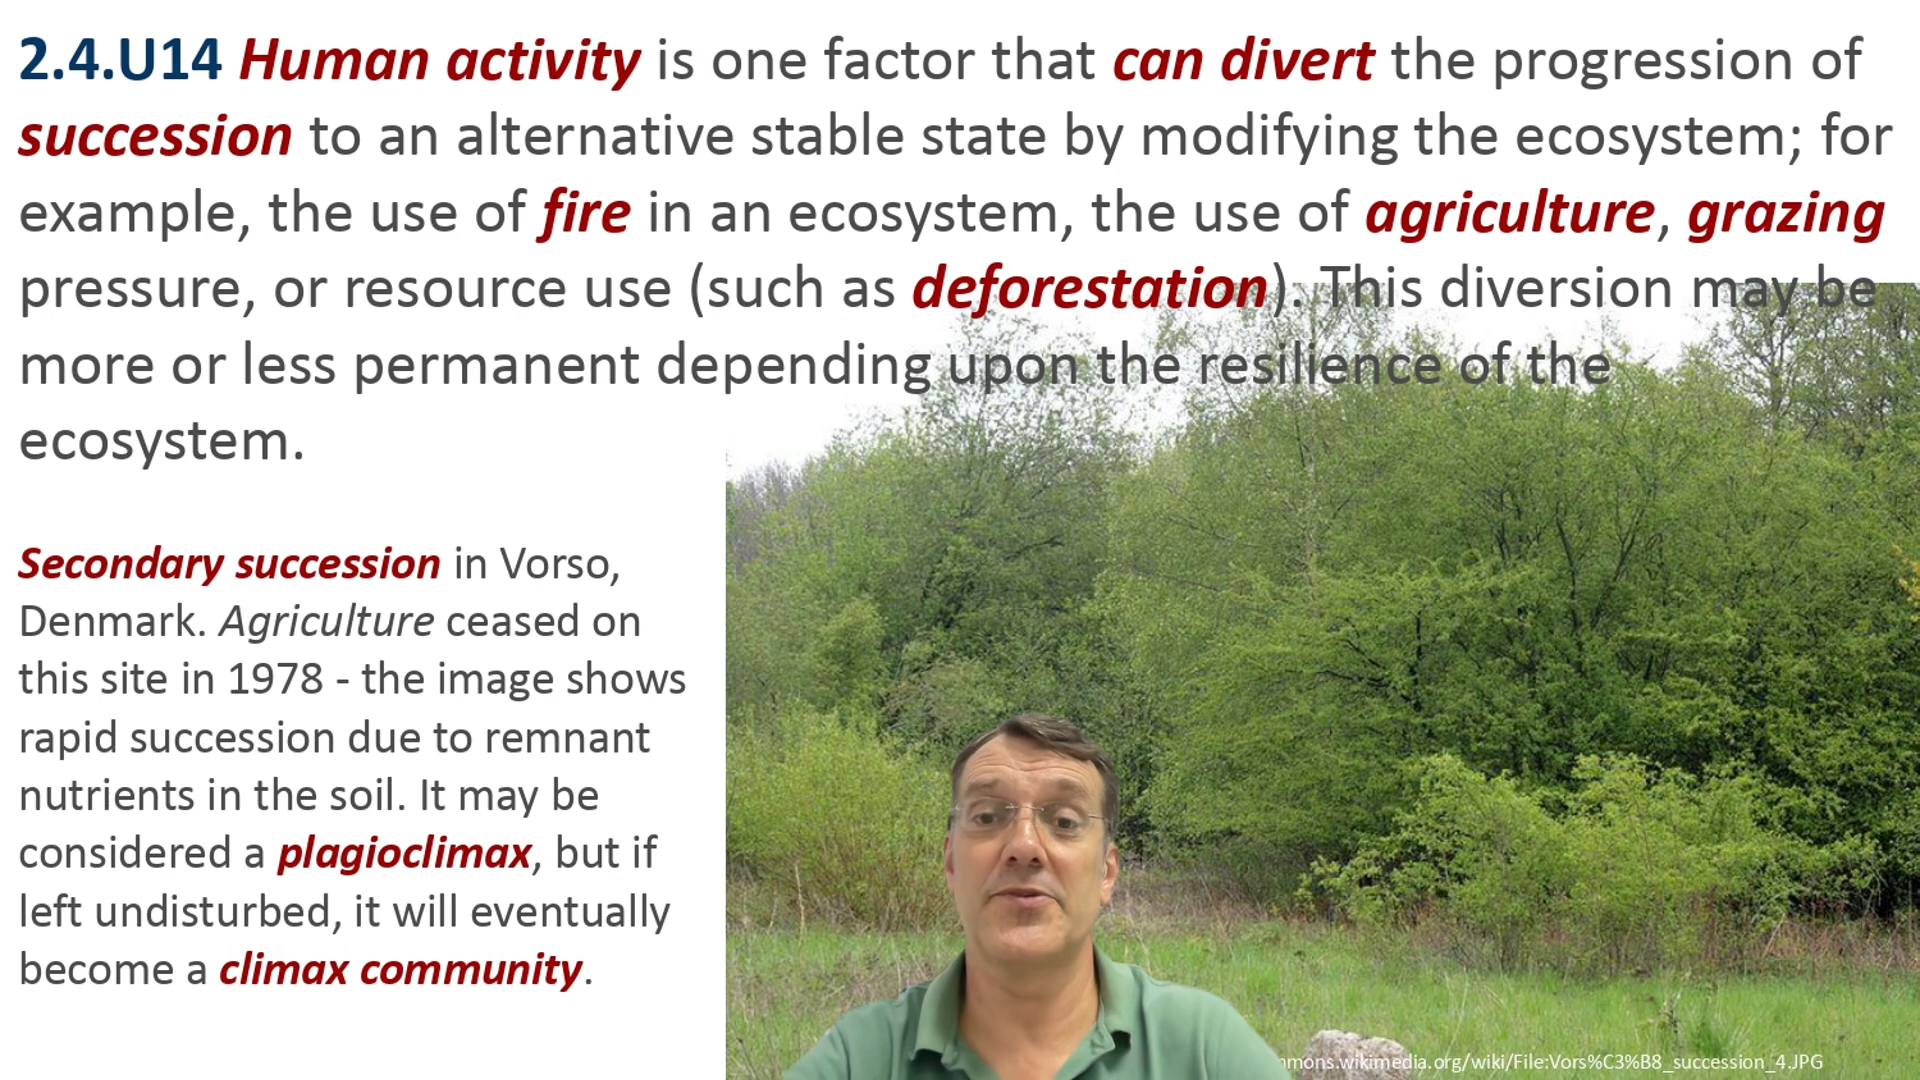 2.4.U14 Human activity is one factor that can divert the progression of
succession to an alternative stable state by modifying the ecosystem; for
example, the use of fire in an ecosystem, the use of agriculture, grazing
pressure, or resource use (such as deforestation). This diversion may be
more or less permanent depending upon the resilience of the
ecosystem.
Secondary succession in Vorso,
Denmark. Agriculture ceased on
this site in 1978 - the image shows
rapid succession due to remnant
nutrients in the soil. It may be
considered a plagioclimax, but if
left undisturbed, it will eventually
become a climax community.
mmons.wikimedia.org/wiki/File:Vors%C3%B8_succession_4.JPG